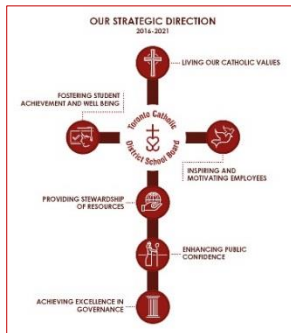 OUR STRATEGIC DIRECTION
2016-2021
LIVING OUR CATHOLIC VALUES
FOSTERING STUDENT
ACHIEVEMENT AND WELL BEING
Toronto Catholic
District School Board
INSPIRING AND
MOTIVATING EMPLOYEES
PROVIDING STEWARDSHIP
OF RESOURCES
ENHANCING PUBLIC
CONFIDENCE
ACHIEVING EXCELLENCE IN
GOVERNANCE